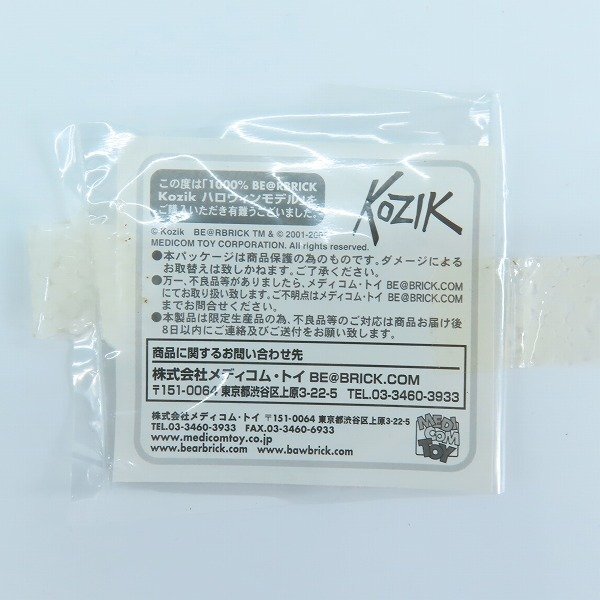 この度は「1000% BE@RBRICK
Kozik ハロウィンモデル」を
ご購入いただき有難うございました。
KOZIK
© Kozik BE@RBRICK TM & © 2001-20
MEDICOM TOY CORPORATION. All rights reserved.
●本パッケージは商品保護の為のものです。ダメージによる
お取替えは致しかねます。ご了承ください。
●万一、不良品等がありましたら、メディコム・トイ BE@BRICK.COM
にてお取り扱い致します。ご不明点はメディコム・トイ BE@BRICK.COM
までお問合せください。
●本製品は限定生産品の為、不良品等のご対応は商品お届け後
8日以内にご連絡及びご送付をお願い致します。
商品に関するお問い合わせ先
株式会社メディコム・トイ BE@BRICK.COM
〒151-0064 東京都渋谷区上原3-22-5 TEL.03-3460-3933
株式会社メディコム・トイ 〒151-0064 東京都渋谷区上原3-22-5
TEL.03-3460-3933 FAX.03-3460-6933
www.medicomtoy.co.jp
www.bearbrick.com www.bawbrick.com
MEDI
COM
TOY